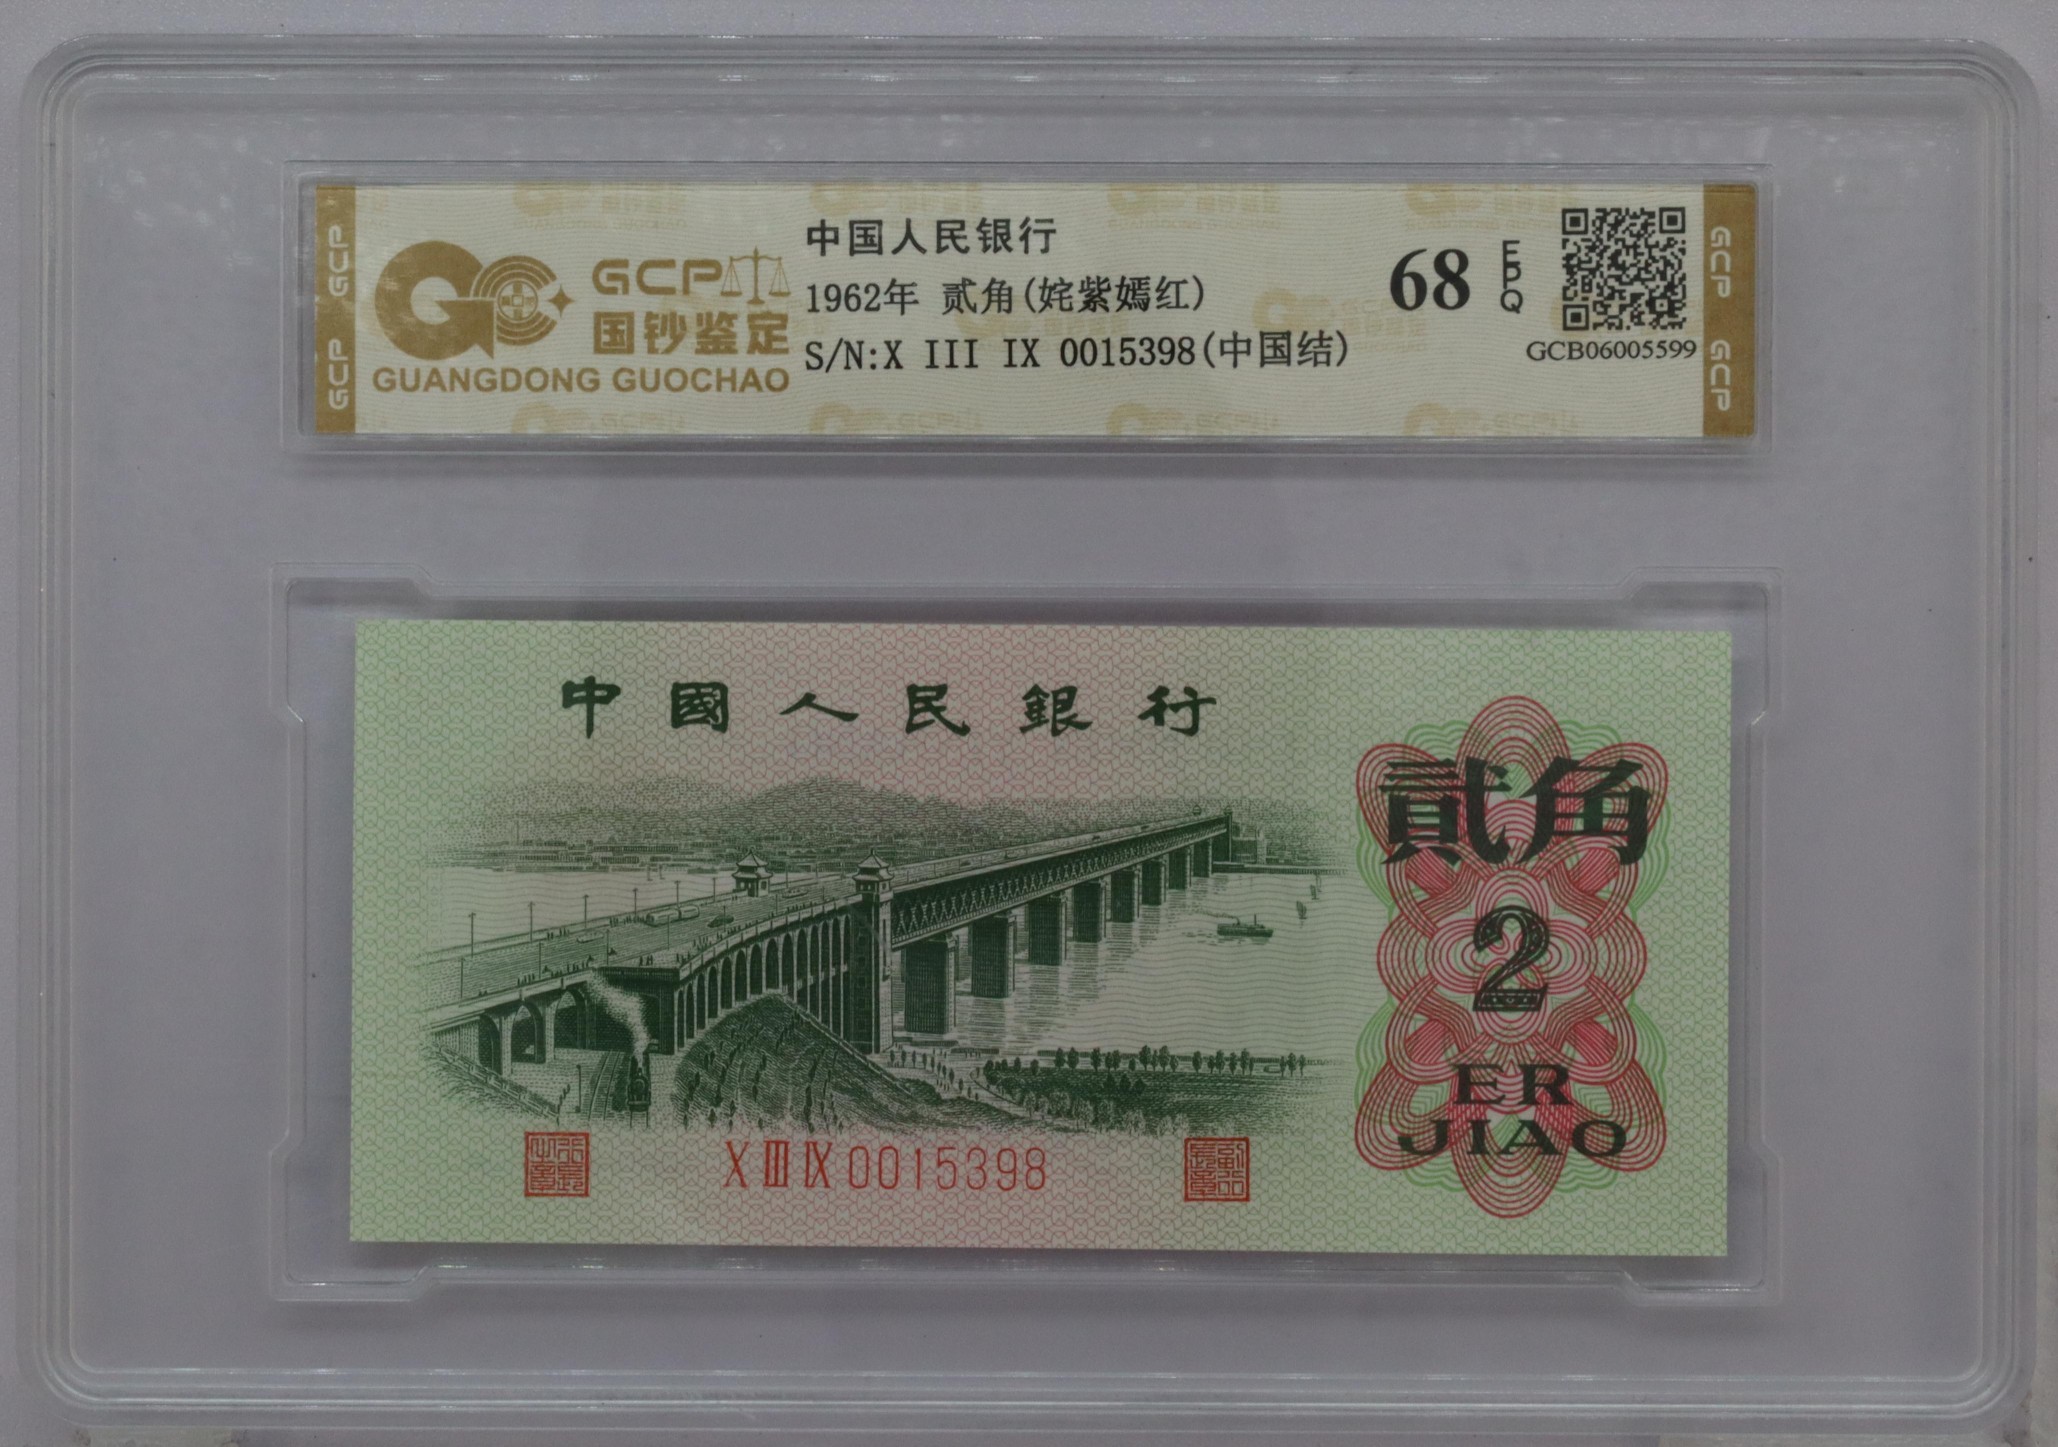 GCP
GCP
GCP
国钞鉴定
GUANGDONG GUOCHAO
中国人民银行
1962年 贰角(姹紫嫣红)
S/N:X III IX 0015398(中国结)
68
EPQ
GCB06005599
GCP
GCP
中國人民銀行
貳角
2
ER
JIAO
X III IX 0015398